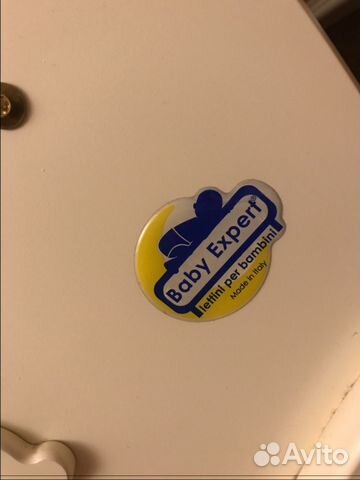 Baby Expert®
lettini per bambini
Made in Italy
Avito